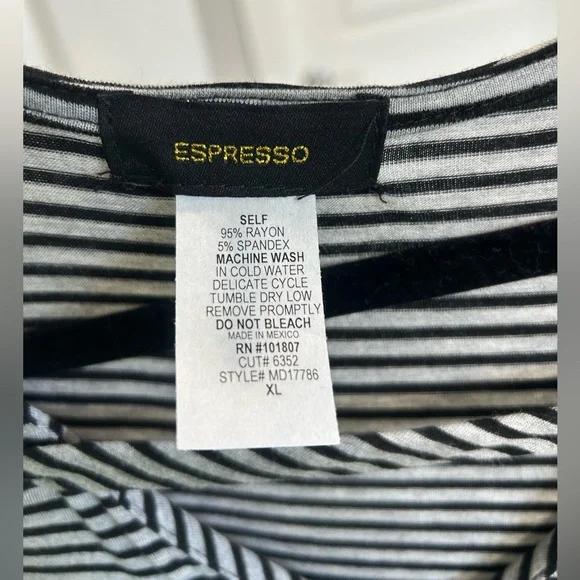 ESPRESSO
SELF
95% RAYON
5% SPANDEX
MACHINE WASH
IN COLD WATER
DELICATE CYCLE
TUMBLE DRY LOW
REMOVE PROMPTLY
DO NOT BLEACH
MADE IN MEXICO
RN #101807
CUT# 6352
STYLE# MD17786
XL